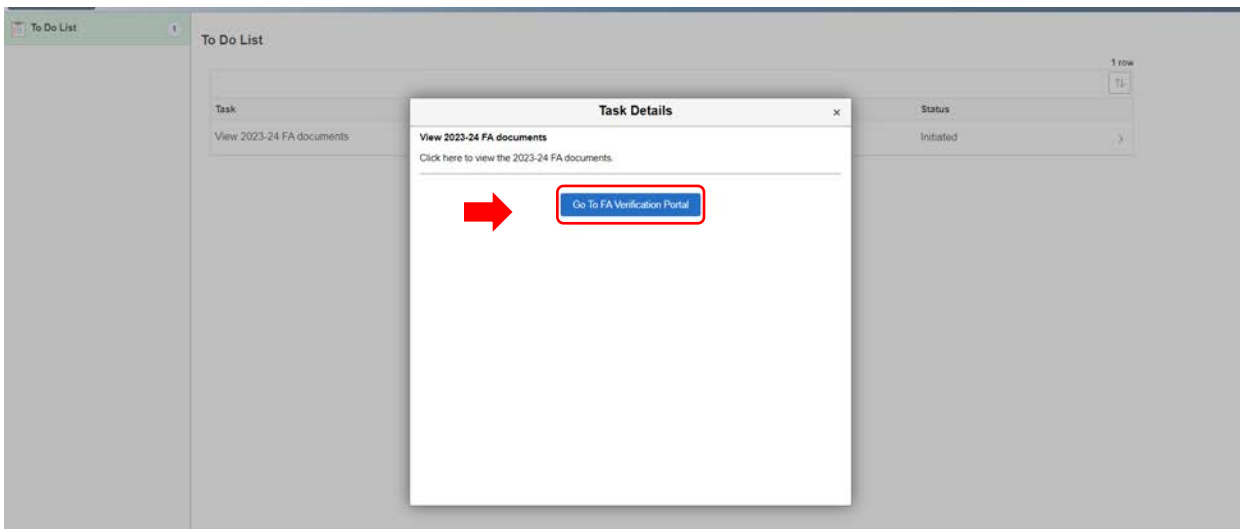 To Do List 1
To Do List
1 row
Task Status
View 2023-24 FA documents Initiated
Task Details ×
View 2023-24 FA documents
Click here to view the 2023-24 FA documents.
Go To FA Verification Portal